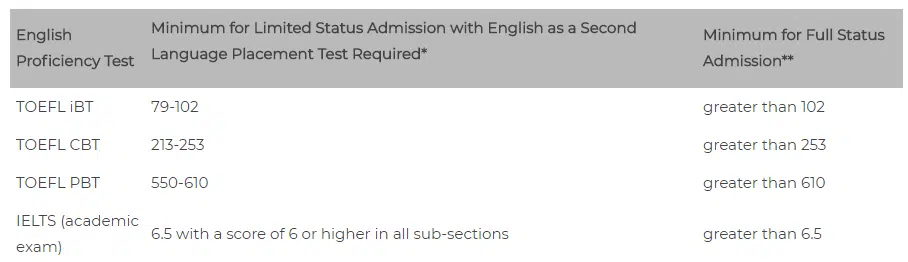 English Proficiency Test
Minimum for Limited Status Admission with English as a Second Language Placement Test Required*
Minimum for Full Status Admission**
TOEFL iBT 79-102 greater than 102
TOEFL CBT 213-253 greater than 253
TOEFL PBT 550-610 greater than 610
IELTS (academic exam) 6.5 with a score of 6 or higher in all sub-sections greater than 6.5